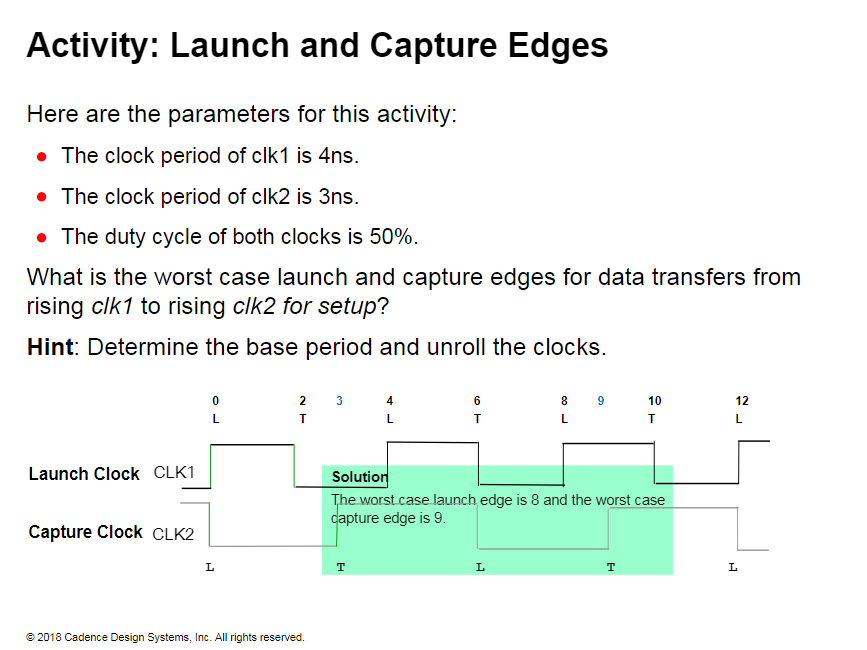 Activity: Launch and Capture Edges
Here are the parameters for this activity:
● The clock period of clk1 is 4ns.
● The clock period of clk2 is 3ns.
● The duty cycle of both clocks is 50%.
What is the worst case launch and capture edges for data transfers from
rising clk1 to rising clk2 for setup?
Hint: Determine the base period and unroll the clocks.
0 2 3 4 6 8 9 10 12
L T L T L T L
Launch Clock CLK1
Solution
The worst case launch edge is 8 and the worst case
capture edge is 9.
Capture Clock CLK2
L T L T L
© 2018 Cadence Design Systems, Inc. All rights reserved.